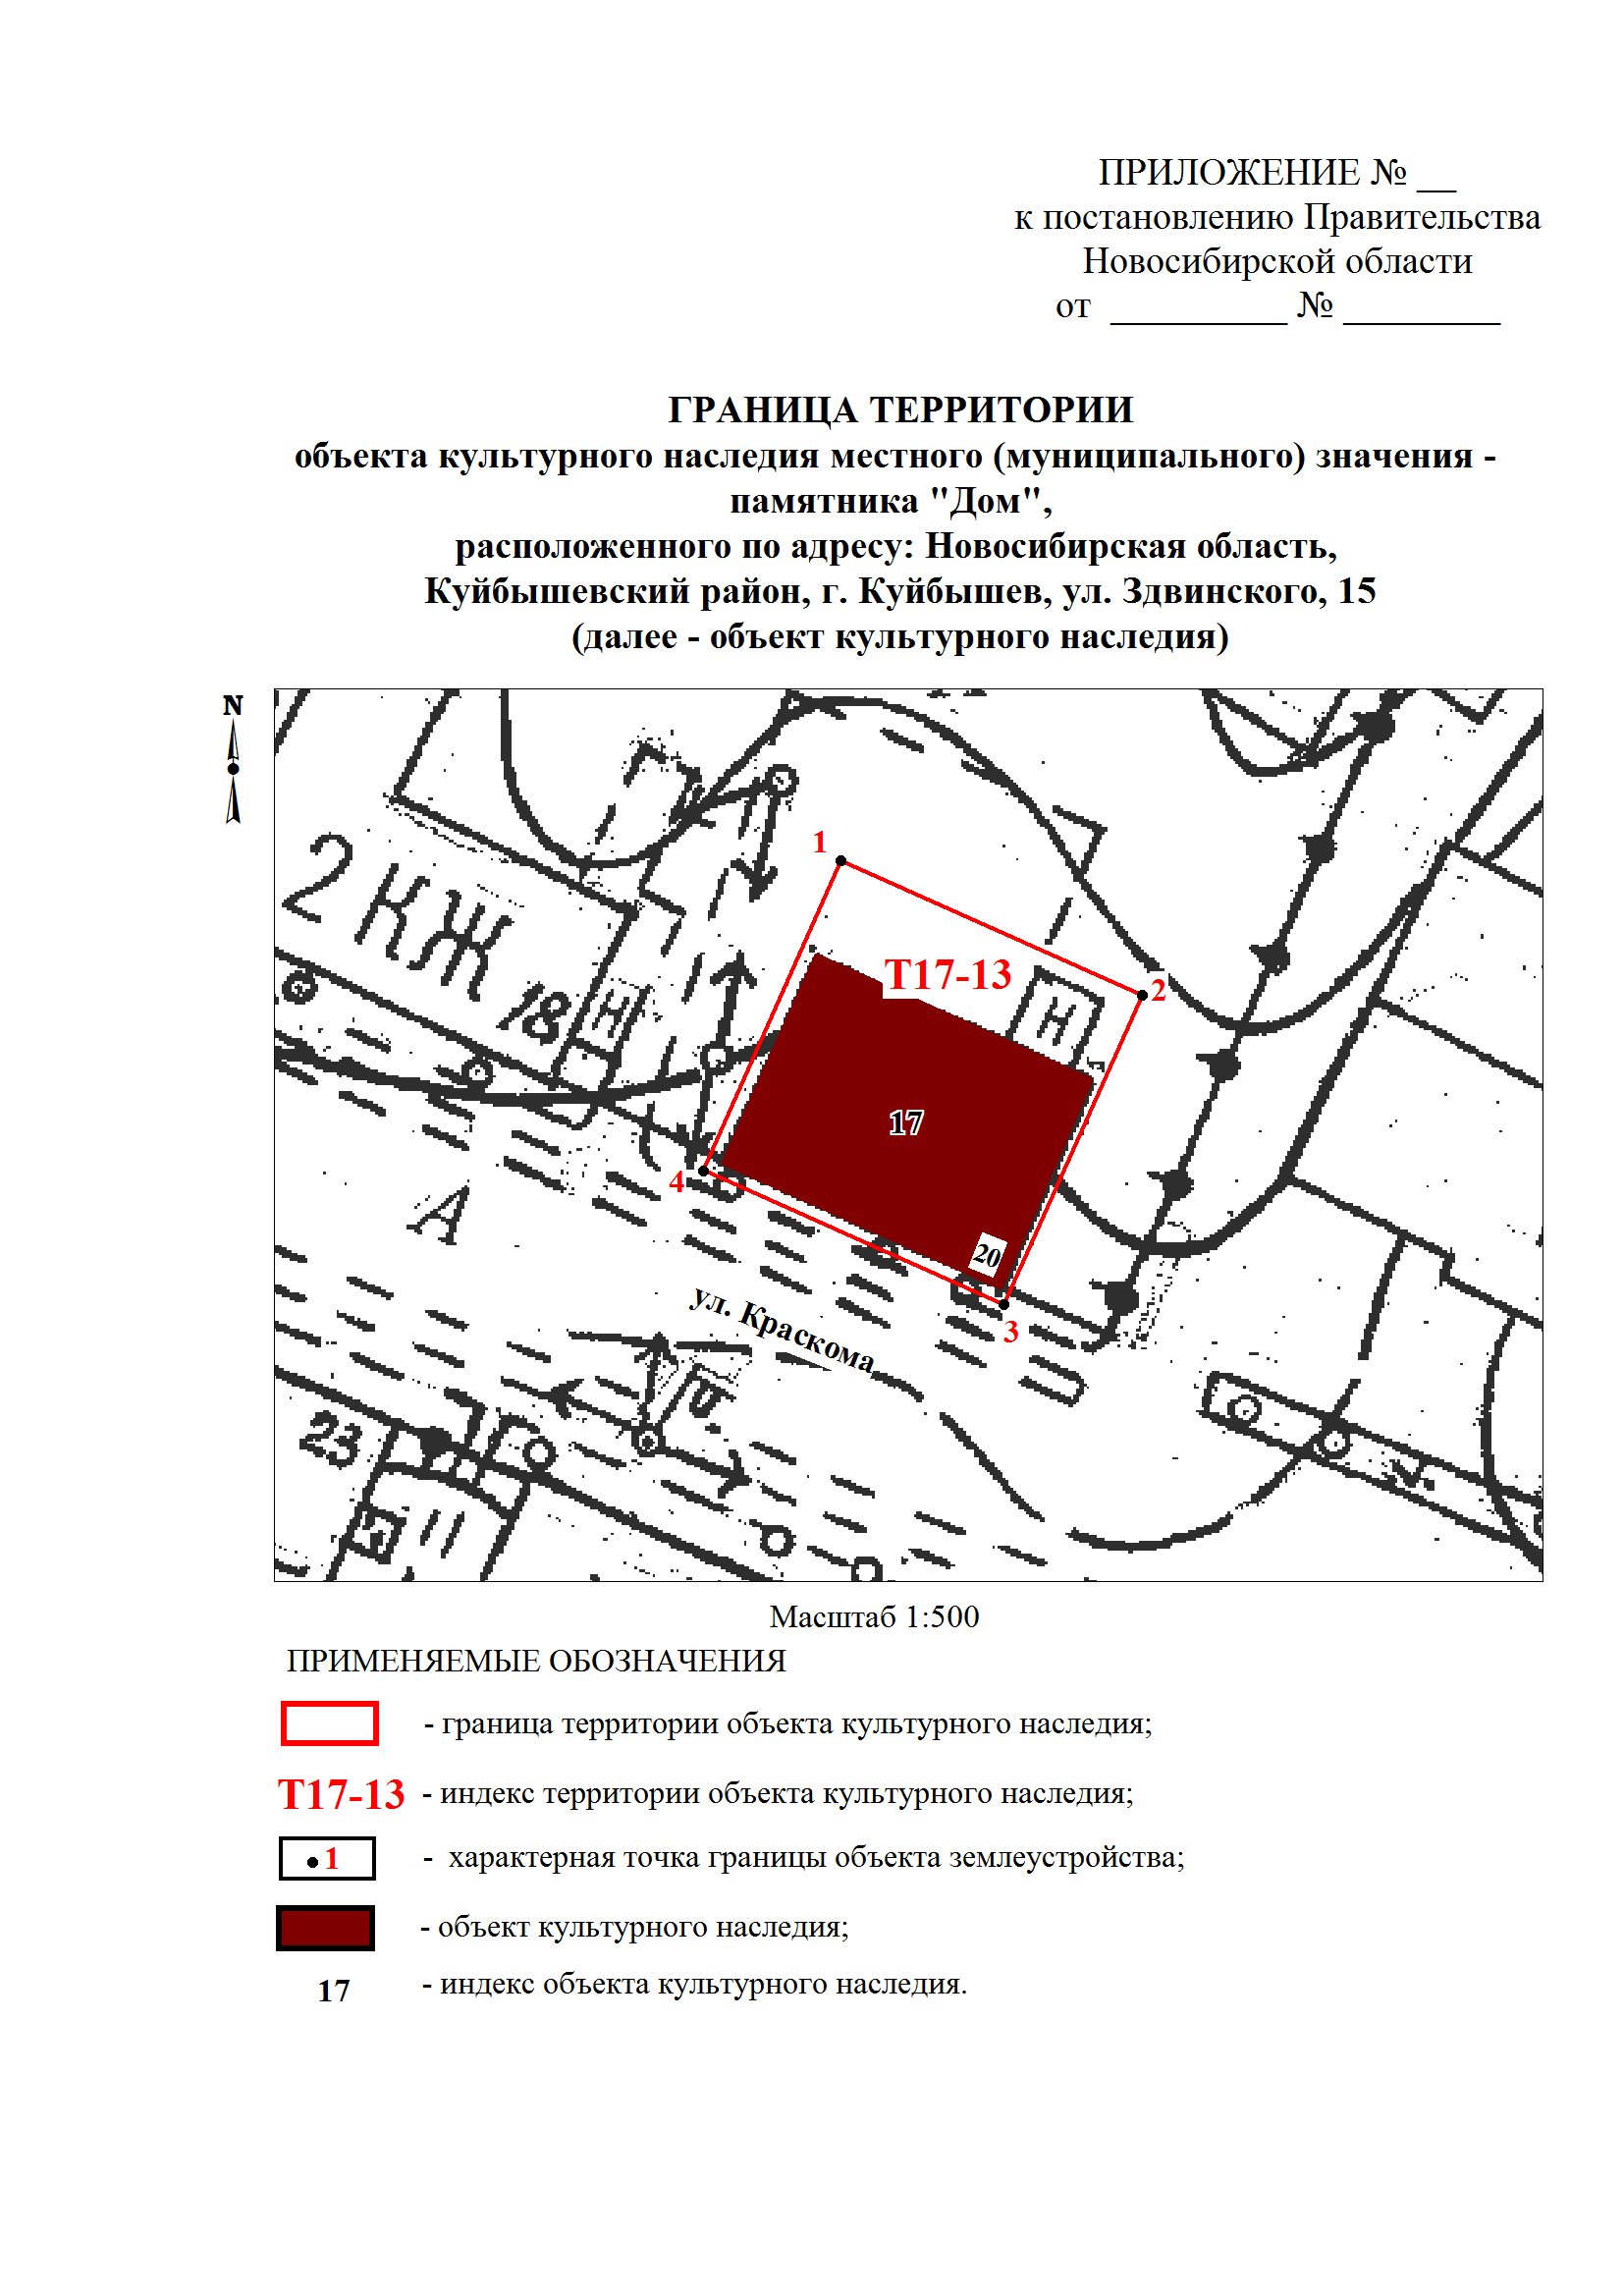 ПРИЛОЖЕНИЕ № __
к постановлению Правительства
Новосибирской области
от _________ № ________
ГРАНИЦА ТЕРРИТОРИИ
объекта культурного наследия местного (муниципального) значения -
памятника "Дом",
расположенного по адресу: Новосибирская область,
Куйбышевский район, г. Куйбышев, ул. Здвинского, 15
(далее - объект культурного наследия)
N
1
2 КЖ
Т17-13
2
18
Н
Н
17
4
А
20
ул. Краскома
3
23
Масштаб 1:500
ПРИМЕНЯЕМЫЕ ОБОЗНАЧЕНИЯ
- граница территории объекта культурного наследия;
Т17-13 - индекс территории объекта культурного наследия;
1 - характерная точка границы объекта землеустройства;
- объект культурного наследия;
17 - индекс объекта культурного наследия.